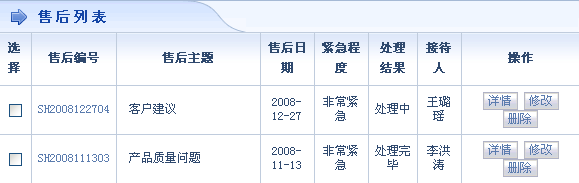 售后列表
选择 售后编号 售后主题 售后日期 紧急程度 处理结果 接待人 操作
SH2008122704 客户建议 2008-12-27 非常紧急 处理中 王璐瑶 详情 修改 删除
SH2008111303 产品质量问题 2008-11-13 非常紧急 处理完毕 李洪涛 详情 修改 删除